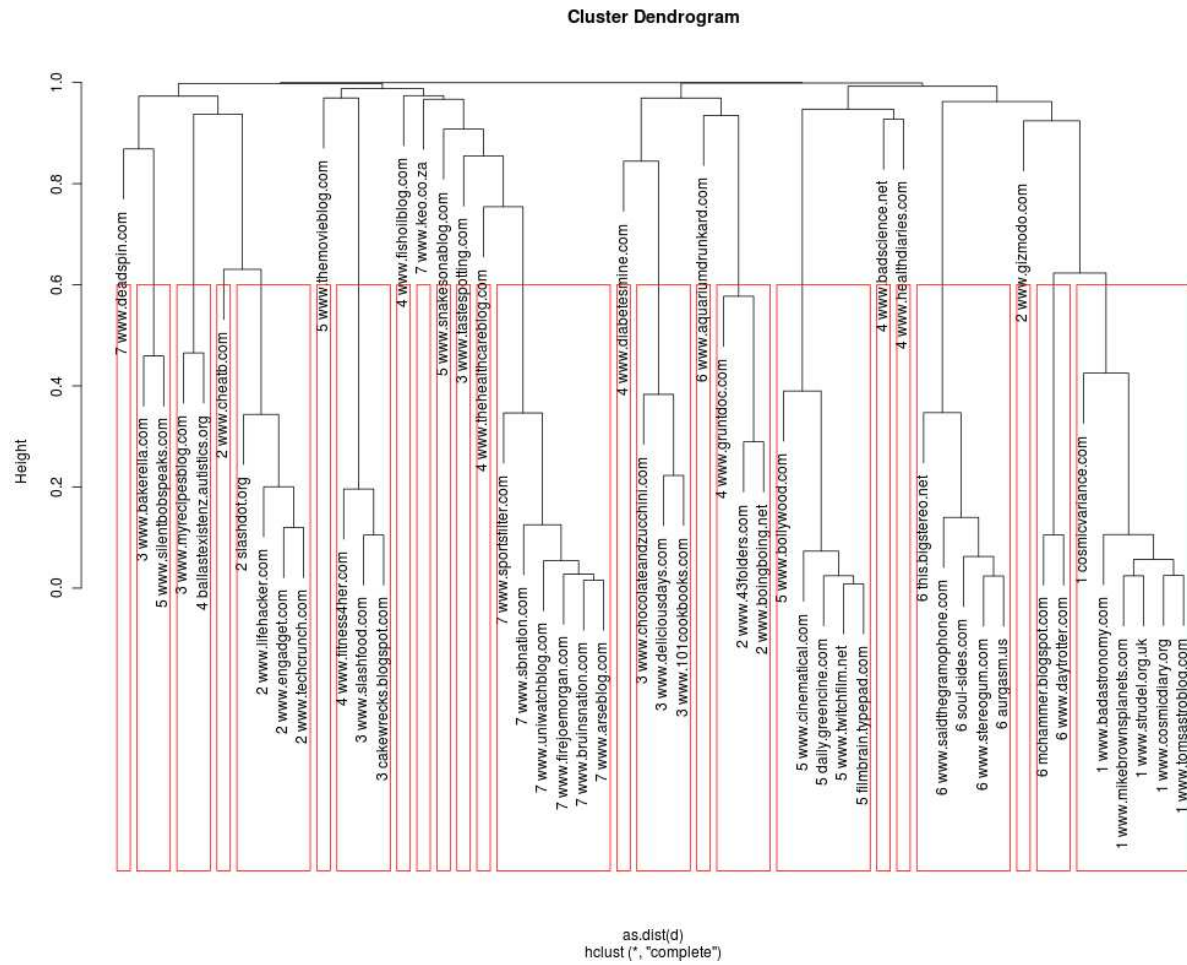 Cluster Dendrogram
Height
1.0
0.8
0.6
0.4
0.2
0.0
7 www.deadspin.com
3 www.bakerella.com
5 www.silentbobspeaks.com
3 www.myrecipesblog.com
4 ballastexistenz.autistics.org
2 www.cheatb.com
2 slashdot.org
2 www.lifehacker.com
2 www.engadget.com
2 www.techcrunch.com
5 www.themovieblog.com
4 www.fitness4her.com
3 www.slashfood.com
3 cakewrecks.blogspot.com
4 www.fisholiblog.com
7 www.keo.co.za
5 www.snakesonablog.com
3 www.tastespotting.com
4 www.thehealthcareblog.com
7 www.sportsfilter.com
7 www.sbnation.com
7 www.uniwatchblog.com
7 www.firejoemorgan.com
7 www.bruinsnation.com
7 www.arseblog.com
4 www.diabetesmine.com
3 www.chocolateandzucchini.com
3 www.deliciousdays.com
3 www.101cookbooks.com
6 www.aquariumdrunkard.com
4 www.gruntdoc.com
2 www.43folders.com
2 www.boingboing.net
5 www.bollywood.com
5 www.cinematical.com
5 daily.greencine.com
5 www.twitchfilm.net
5 filmbrain.typepad.com
4 www.badscience.net
4 www.healthdiaries.com
6 this.bigstereo.net
6 www.saidthegramophone.com
6 soul-sides.com
6 www.stereogum.com
6 aurgasm.us
2 www.gizmodo.com
6 mchammer.blogspot.com
6 www.daytrotter.com
1 cosmicvariance.com
1 www.badastronomy.com
1 www.mikebrownsplanets.com
1 www.strudel.org.uk
1 www.cosmicdiary.org
1 www.tomsastroblog.com
as.dist(d)
hclust (*, "complete")